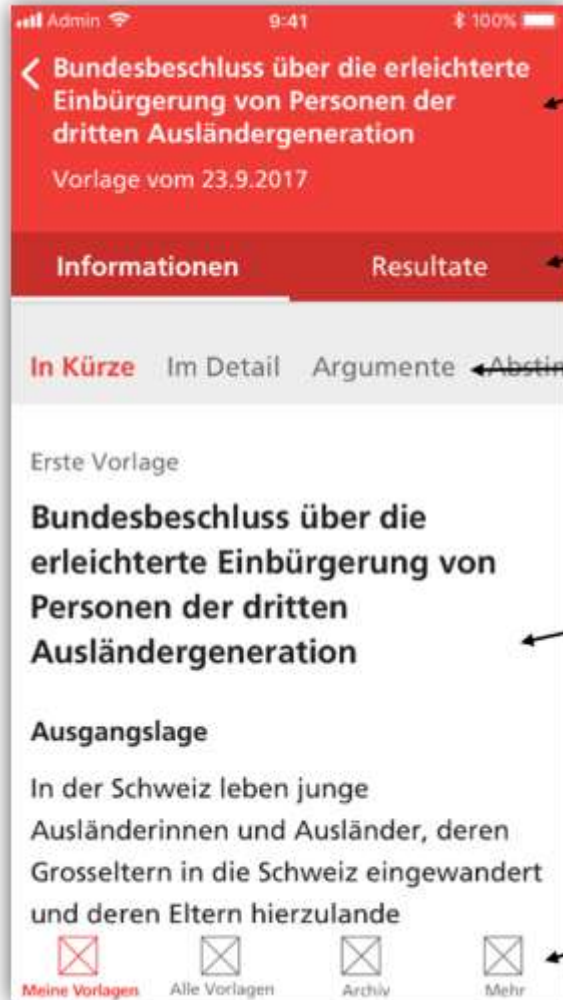 Admin 9:41 100%
Bundesbeschluss über die erleichterte
Einbürgerung von Personen der
dritten Ausländergeneration
Vorlage vom 23.9.2017
Informationen Resultate
In Kürze Im Detail Argumente Abstim
Erste Vorlage
Bundesbeschluss über die
erleichterte Einbürgerung von
Personen der dritten
Ausländergeneration
Ausgangslage
In der Schweiz leben junge
Ausländerinnen und Ausländer, deren
Grosseltern in die Schweiz eingewandert
und deren Eltern hierzulande
Meine Vorlagen Alle Vorlagen Archiv Mehr